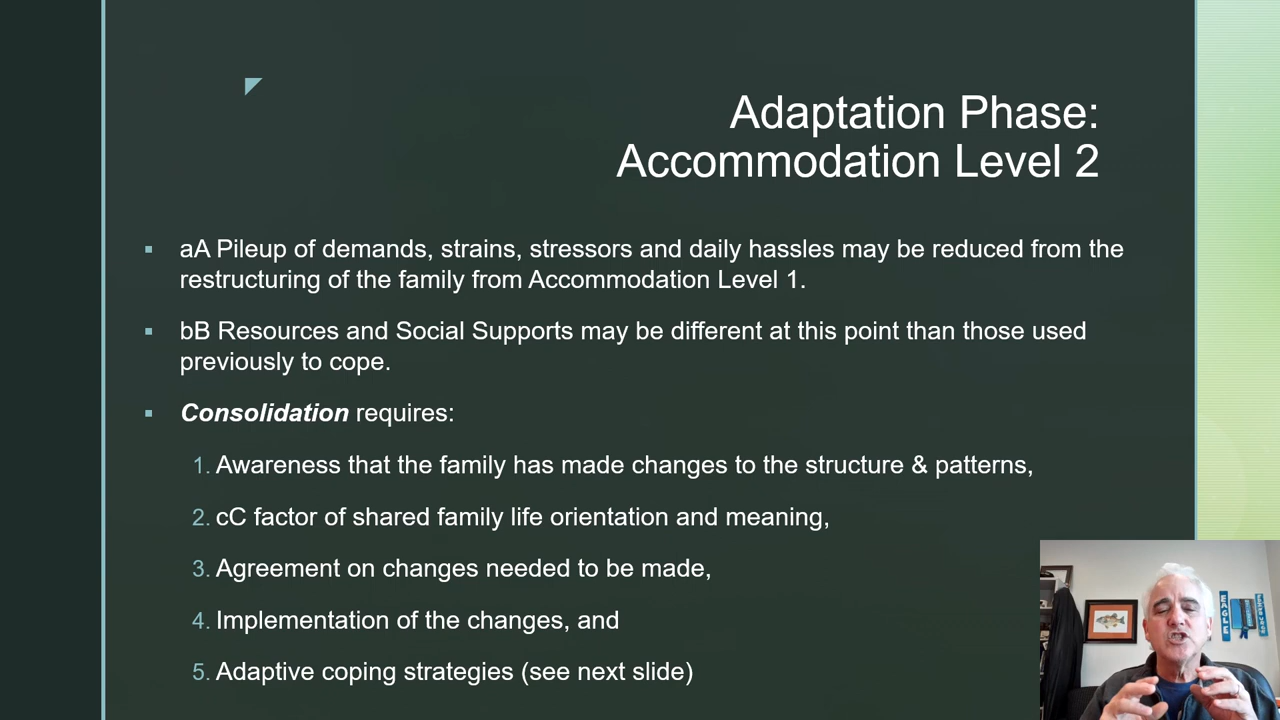 Adaptation Phase:
Accommodation Level 2
▪ aA Pileup of demands, strains, stressors and daily hassles may be reduced from the
restructuring of the family from Accommodation Level 1.
▪ bB Resources and Social Supports may be different at this point than those used
previously to cope.
▪ Consolidation requires:
1. Awareness that the family has made changes to the structure & patterns,
2. cC factor of shared family life orientation and meaning,
3. Agreement on changes needed to be made,
4. Implementation of the changes, and
5. Adaptive coping strategies (see next slide)
EAGLE